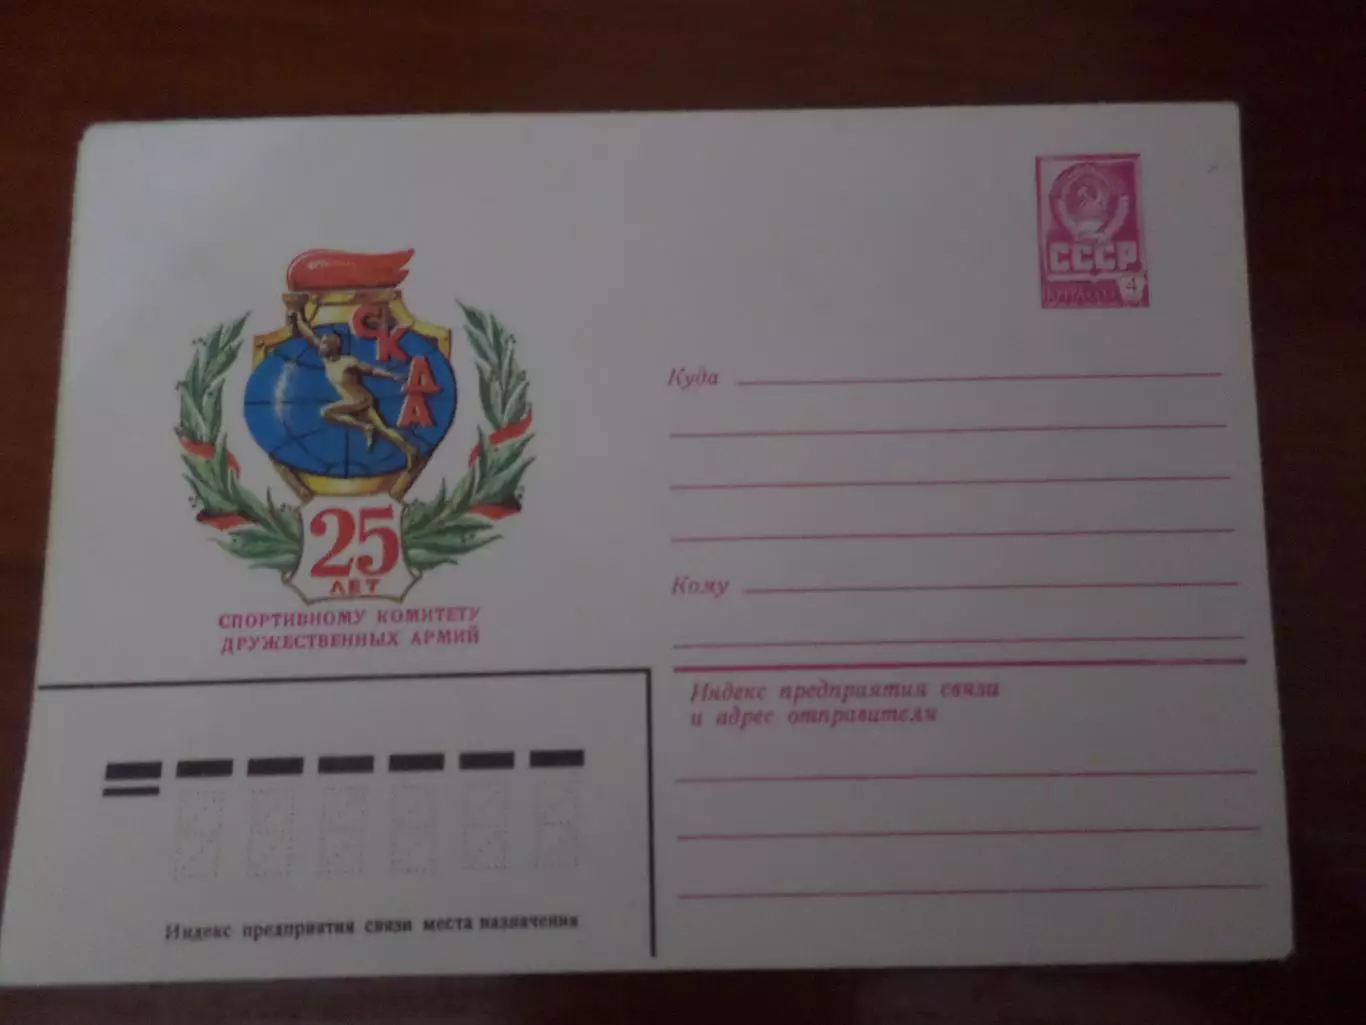 СССР
4
СКДА
25
ЛЕТ
СПОРТИВНОМУ КОМИТЕТУ
ДРУЖЕСТВЕННЫХ АРМИЙ
Куда
Кому
Индекс предприятия связи
и адрес отправителя
Индекс предприятия связи места назначения